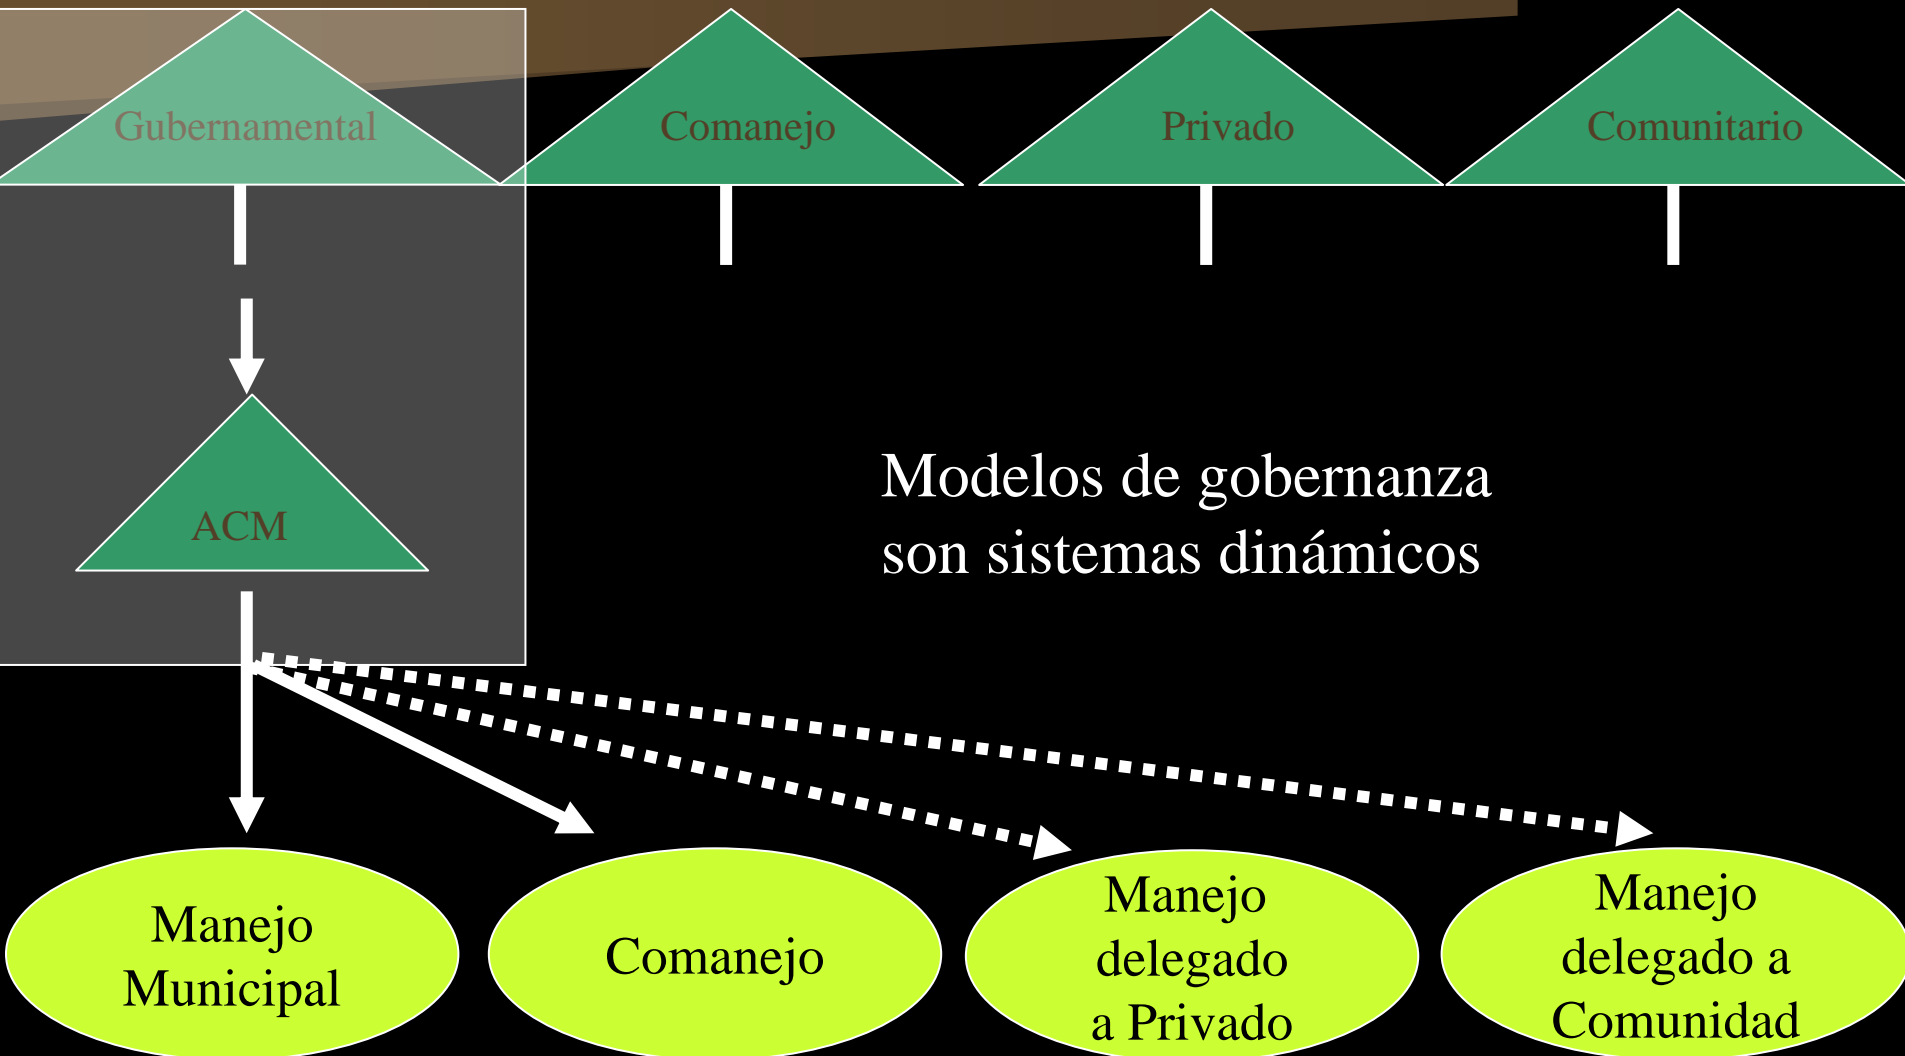 Gubernamental
Comanejo
Privado
Comunitario
ACM
Modelos de gobernanza
son sistemas dinámicos
Manejo
Municipal
Comanejo
Manejo
delegado
a Privado
Manejo
delegado a
Comunidad